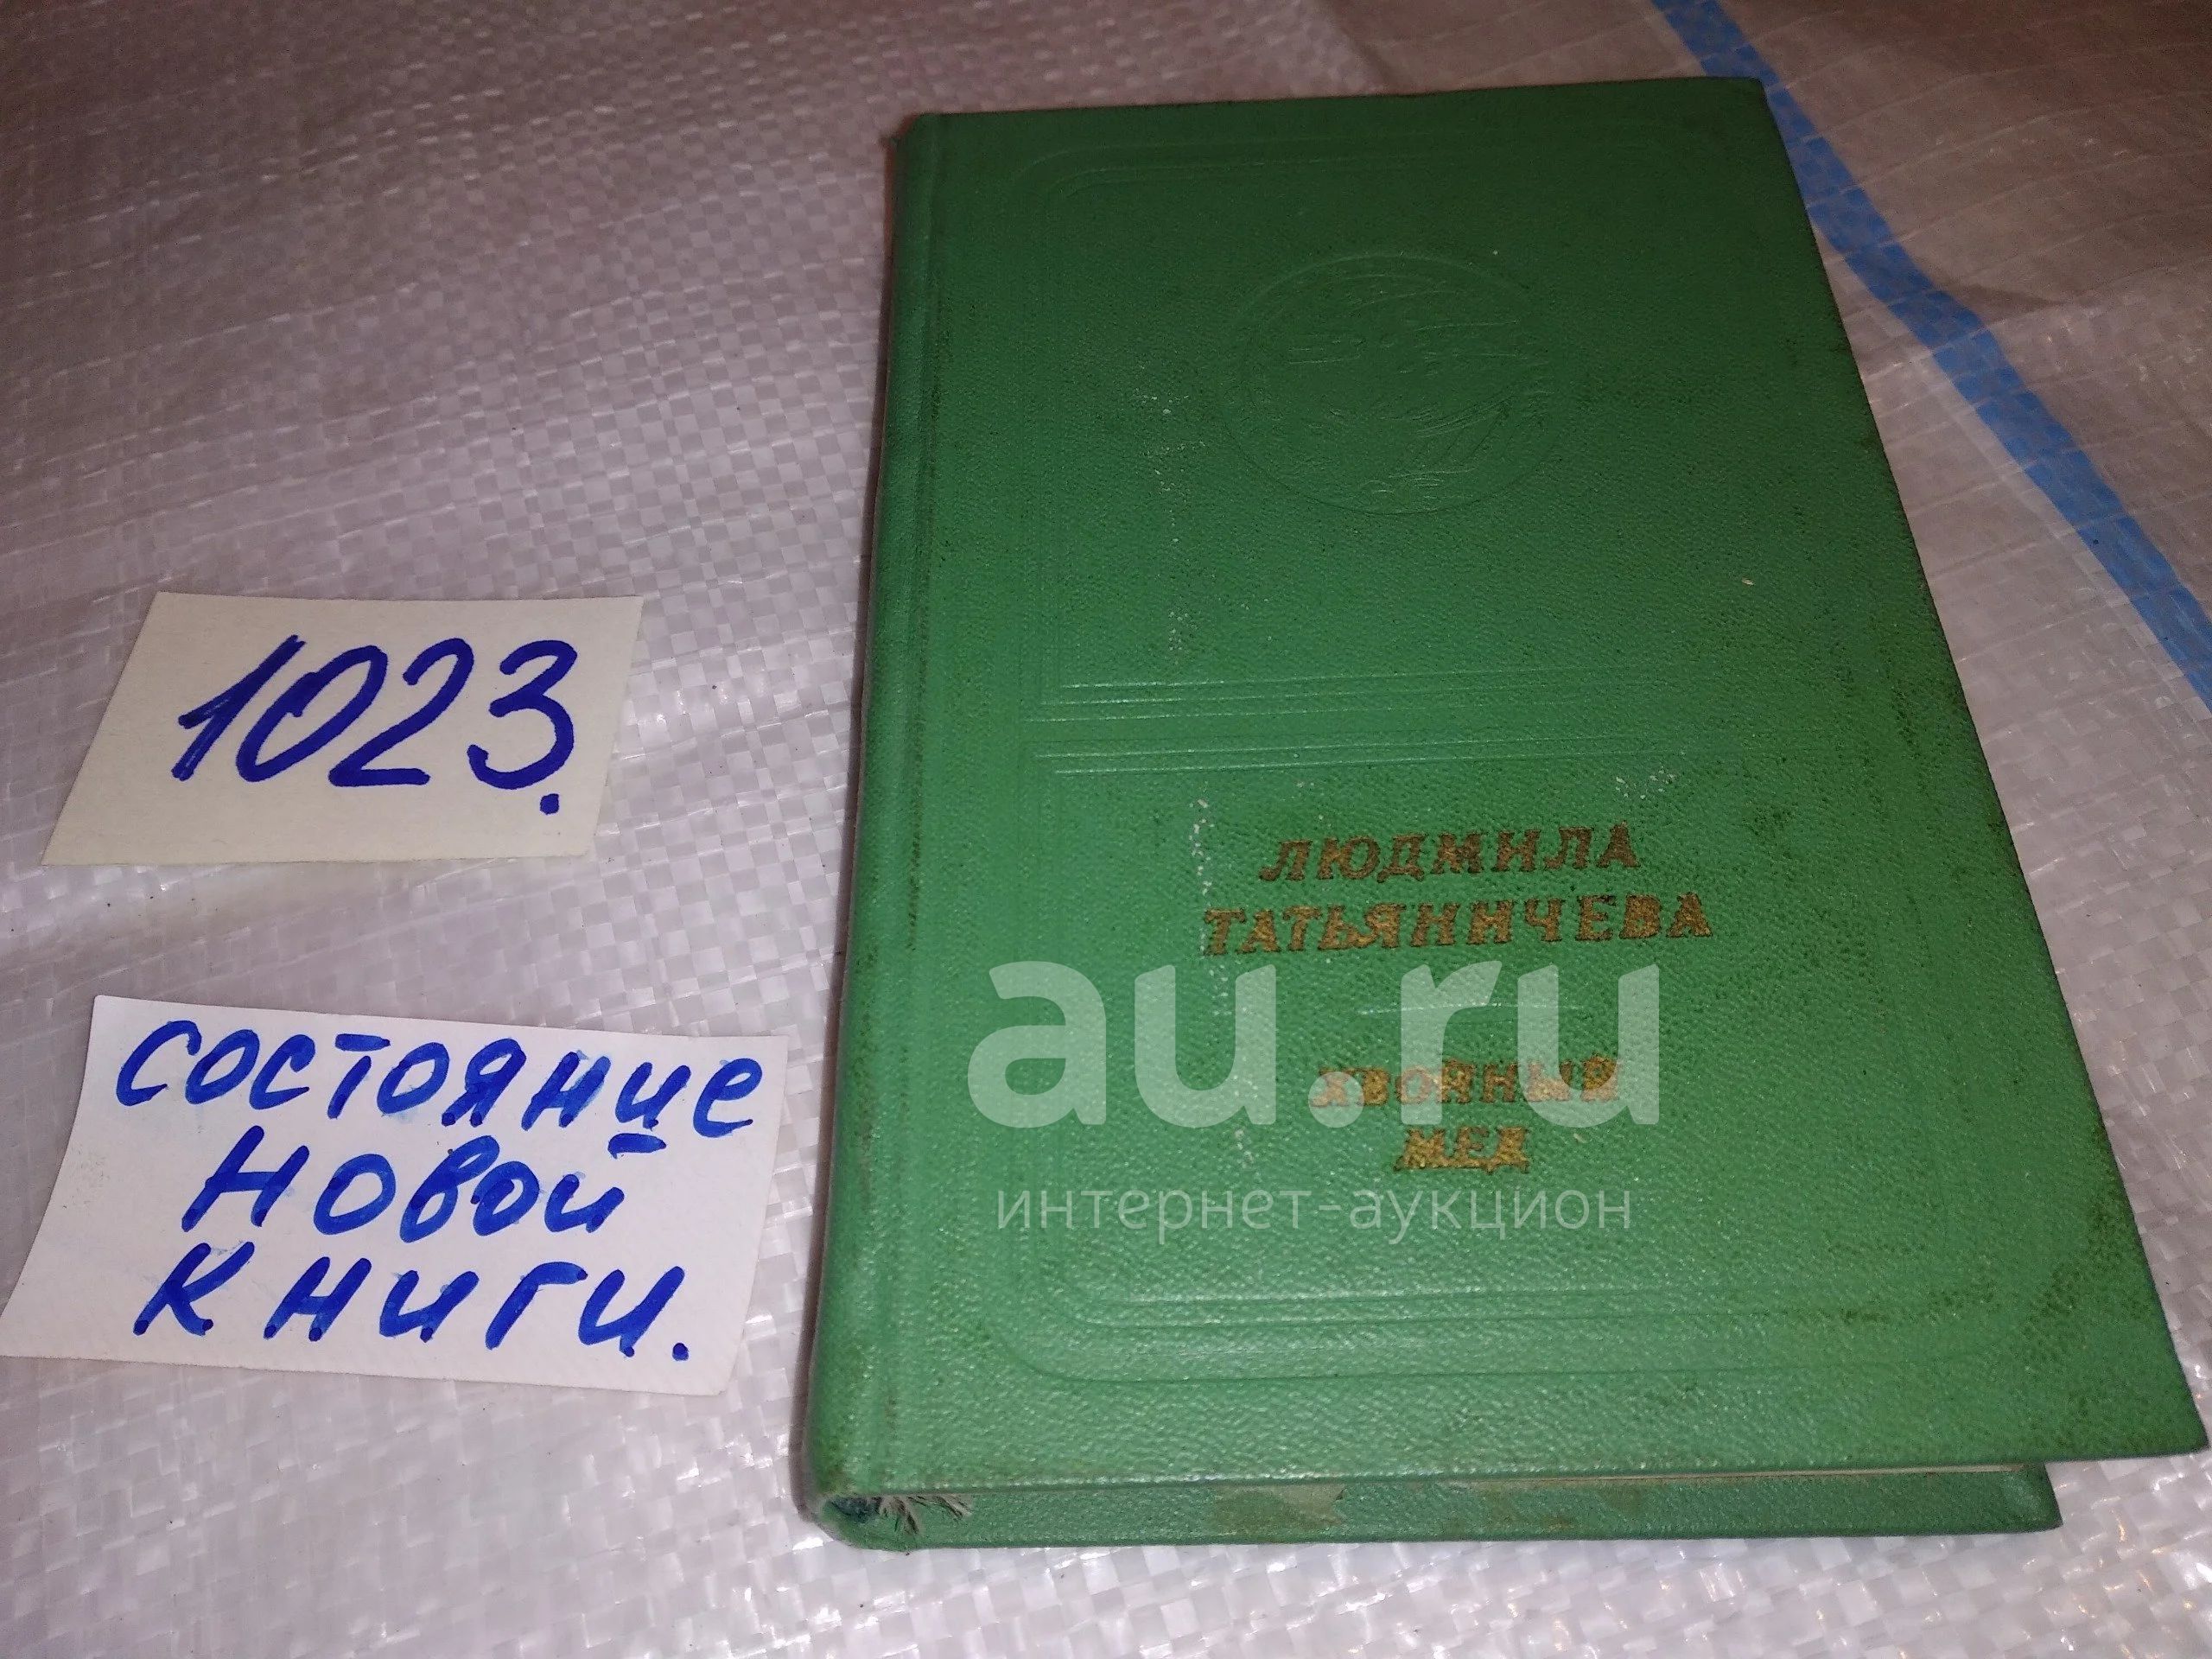 1023.
состояние
новой
книги.
ЛЮДМИЛА
ТАТЬЯНИЧЕВА
ХВОЙНЫЙ
МЕД
au.ru
интернет-аукцион